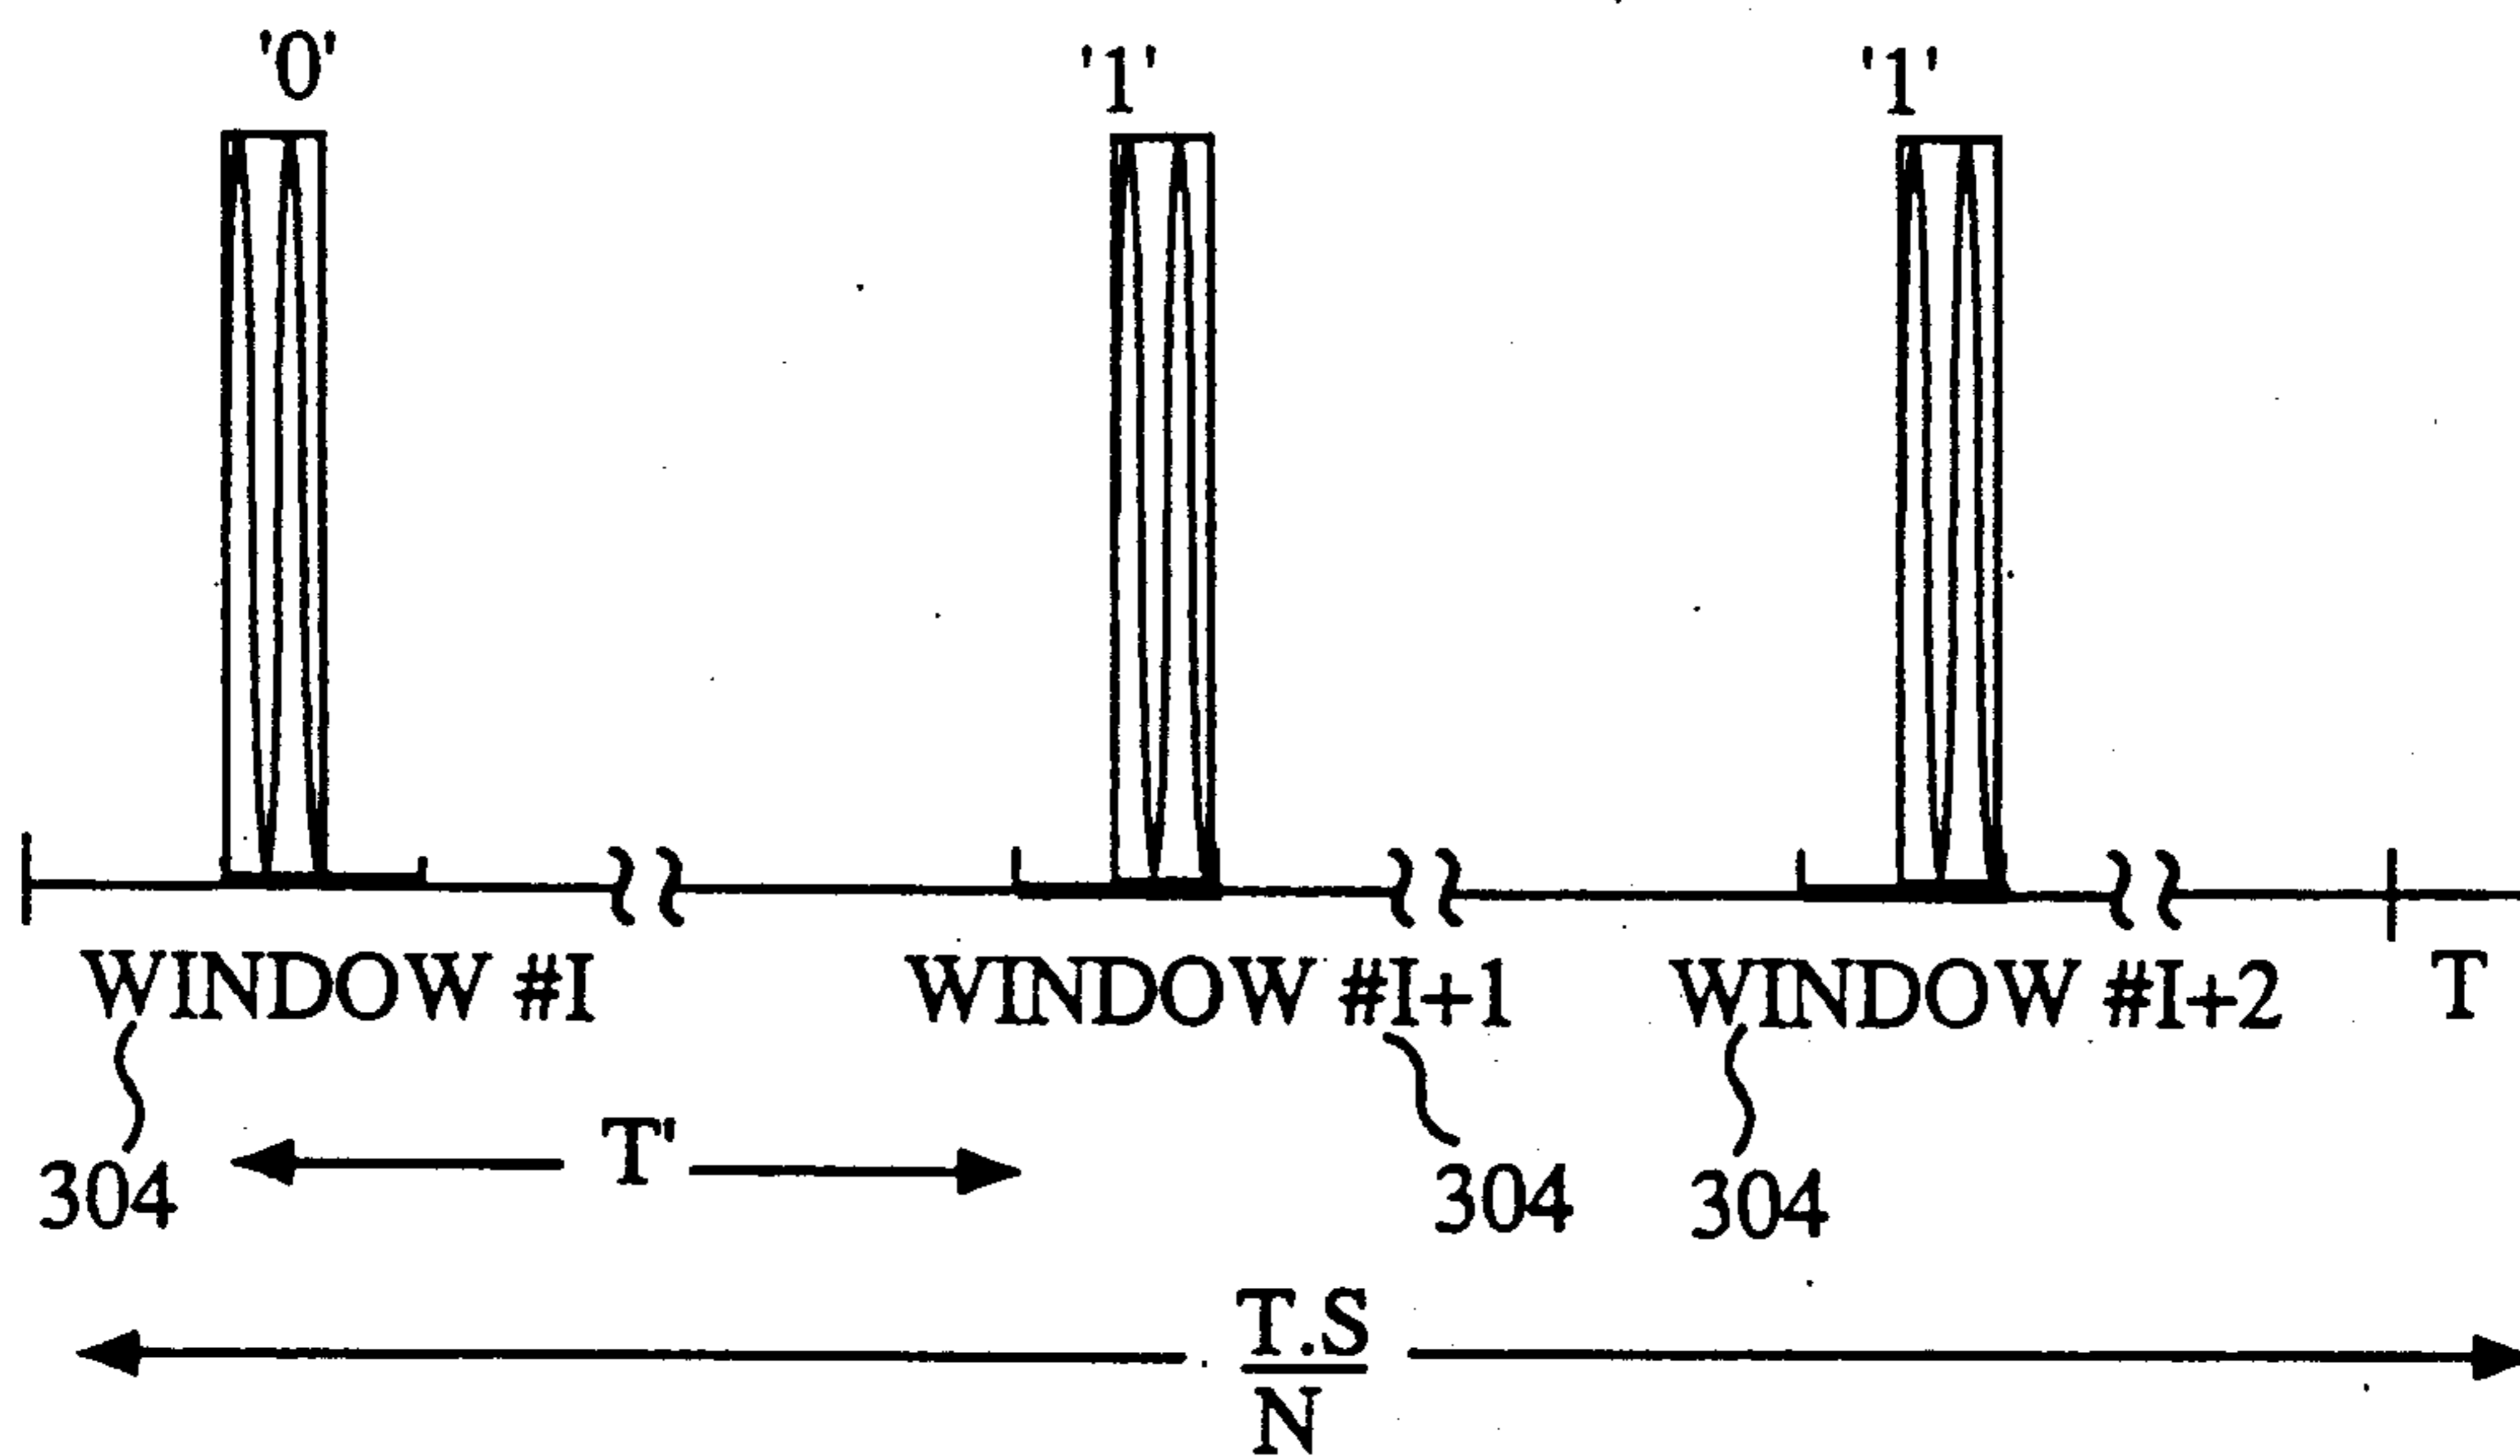 '0' '1' '1'
WINDOW #I WINDOW #I+1 WINDOW #I+2 T
T'
304 304 304
T.S
N